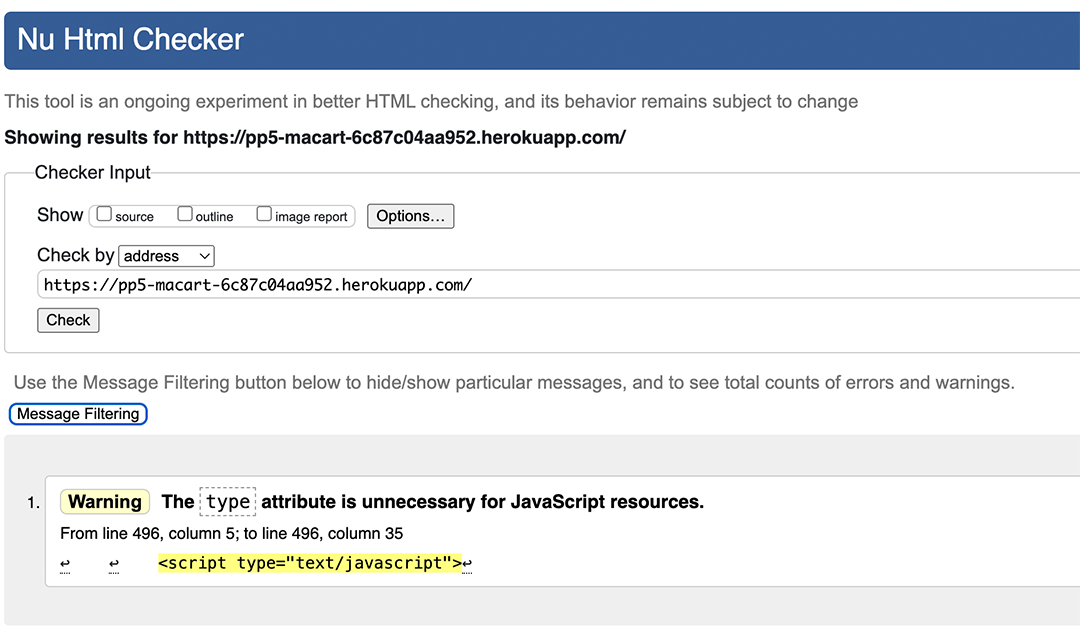 Nu Html Checker
This tool is an ongoing experiment in better HTML checking, and its behavior remains subject to change
Showing results for https://pp5-macart-6c87c04aa952.herokuapp.com/
Checker Input
Show source outline image report Options...
Check by address
https://pp5-macart-6c87c04aa952.herokuapp.com/
Check
Use the Message Filtering button below to hide/show particular messages, and to see total counts of errors and warnings.
Message Filtering
1. Warning The type attribute is unnecessary for JavaScript resources.
From line 496, column 5; to line 496, column 35
↩ ↩ <script type="text/javascript">↩